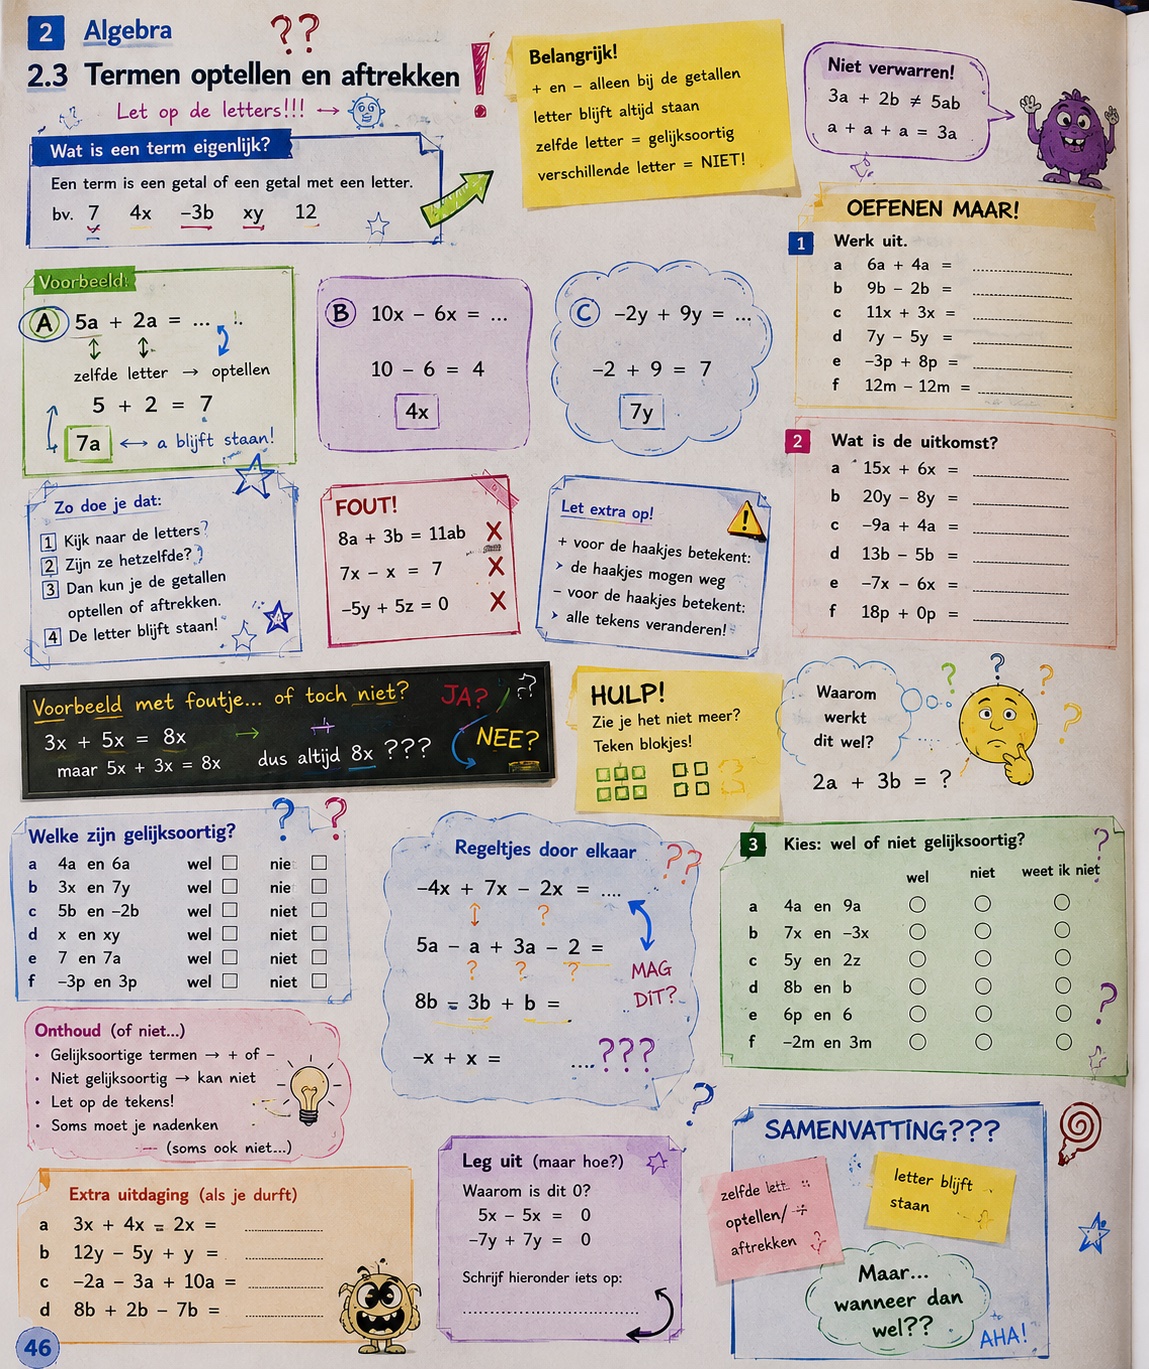 2 Algebra
??
2.3 Termen optellen en aftrekken !
Let op de letters!!! →
Wat is een term eigenlijk?
Een term is een getal of een getal met een letter.
bv. 7 4x −3b xy 12
Belangrijk!
+ en − alleen bij de getallen
letter blijft altijd staan
zelfde letter = gelijksoortig
verschillende letter = NIET!
Niet verwarren!
3a + 2b ≠ 5ab
a + a + a = 3a
Voorbeeld:
A 5a + 2a = ...
zelfde letter → optellen
5 + 2 = 7
7a ↔ a blijft staan!
B 10x − 6x = ...
10 − 6 = 4
4x
C −2y + 9y = ...
−2 + 9 = 7
7y
OEFENEN MAAR!
1 Werk uit.
a 6a + 4a = ....................
b 9b − 2b = ....................
c 11x + 3x = ....................
d 7y − 5y = ....................
e −3p + 8p = ....................
f 12m − 12m = ....................
2 Wat is de uitkomst?
a 15x + 6x = ....................
b 20y − 8y = ....................
c −9a + 4a = ....................
d 13b − 5b = ....................
e −7x − 6x = ....................
f 18p + 0p = ....................
Zo doe je dat:
1 Kijk naar de letters?
2 Zijn ze hetzelfde?
3 Dan kun je de getallen
optellen of aftrekken.
4 De letter blijft staan!
FOUT!
8a + 3b = 11ab X
7x − x = 7 X
−5y + 5z = 0 X
Let extra op!
!
+ voor de haakjes betekent:
> de haakjes mogen weg
− voor de haakjes betekent:
> alle tekens veranderen!
Voorbeeld met foutje... of toch niet? JA? / ?
3x + 5x = 8x →
maar 5x + 3x = 8x
+
dus altijd 8x ???
NEE?
HULP!
Zie je het niet meer?
Teken blokjes!
Waarom
werkt
dit wel?
? ? ? ?
2a + 3b = ?
Welke zijn gelijksoortig? ? ?
a 4a en 6a wel □ nie □
b 3x en 7y wel □ nie □
c 5b en −2b wel □ niet □
d x en xy wel □ niet □
e 7 en 7a wel □ niet □
f −3p en 3p wel □ niet □
Regeltjes door elkaar ??
−4x + 7x − 2x = ....
?
5a − a + 3a − 2 =
? ? ?
MAG
DIT?
8b = 3b + b =
−x + x = ....???
?
3 Kies: wel of niet gelijksoortig? ?
wel niet weet ik niet
a 4a en 9a ○ ○ ○
b 7x en −3x ○ ○ ○
c 5y en 2z ○ ○ ○
d 8b en b ○ ○ ○
e 6p en 6 ○ ○ ○ ?
f −2m en 3m ○ ○ ○
Onthoud (of niet...)
• Gelijksoortige termen → + of −
• Niet gelijksoortig → kan niet
• Let op de tekens!
• Soms moet je nadenken
(soms ook niet...)
Extra uitdaging (als je durft)
a 3x + 4x = 2x = ....................
b 12y − 5y + y = ....................
c −2a − 3a + 10a = ....................
d 8b + 2b − 7b = ....................
Leg uit (maar hoe?)
Waarom is dit 0?
5x − 5x = 0
−7y + 7y = 0
Schrijf hieronder iets op:
........................................
SAMENVATTING???
zelfde
optellen/
aftrekken
letter blijft
staan
Maar...
wanneer dan
wel??
AHA!
46